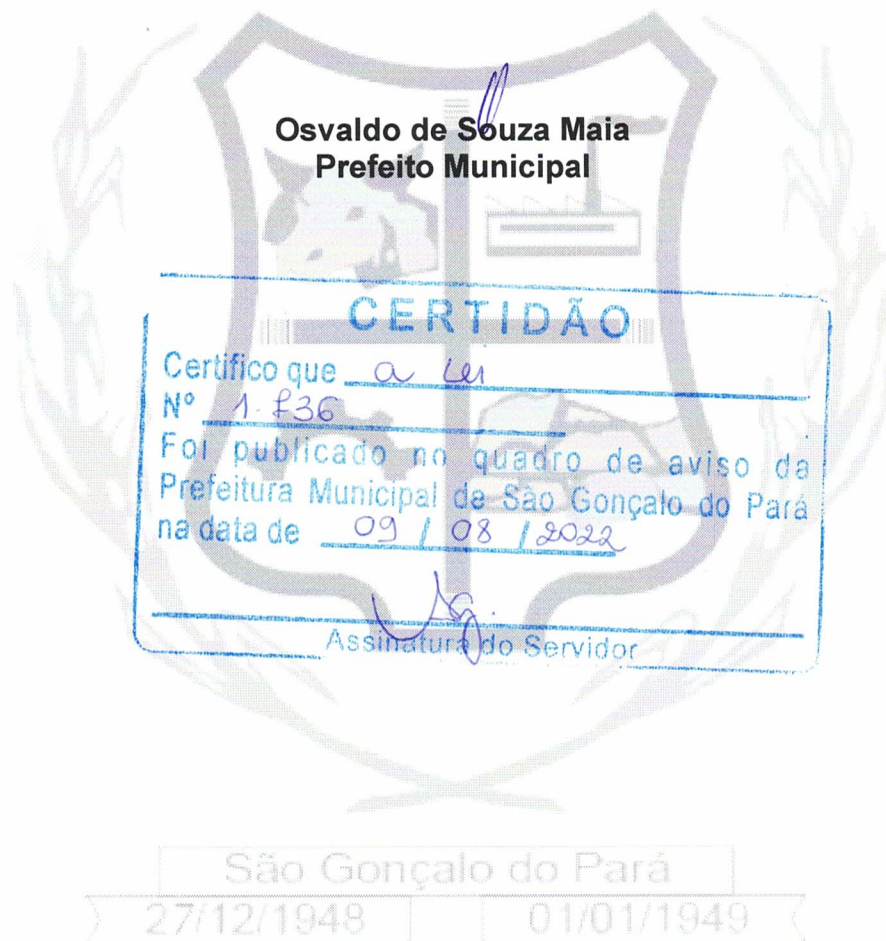 Osvaldo de Souza Maia
Prefeito Municipal
CERTIDÃO
Certifico que a Lei
Nº 1.736
Foi publicado no quadro de aviso da
Prefeitura Municipal de São Gonçalo do Pará
na data de 09 / 08 / 2022
Assinatura do Servidor
São Gonçalo do Pará
27/12/1948 01/01/1949